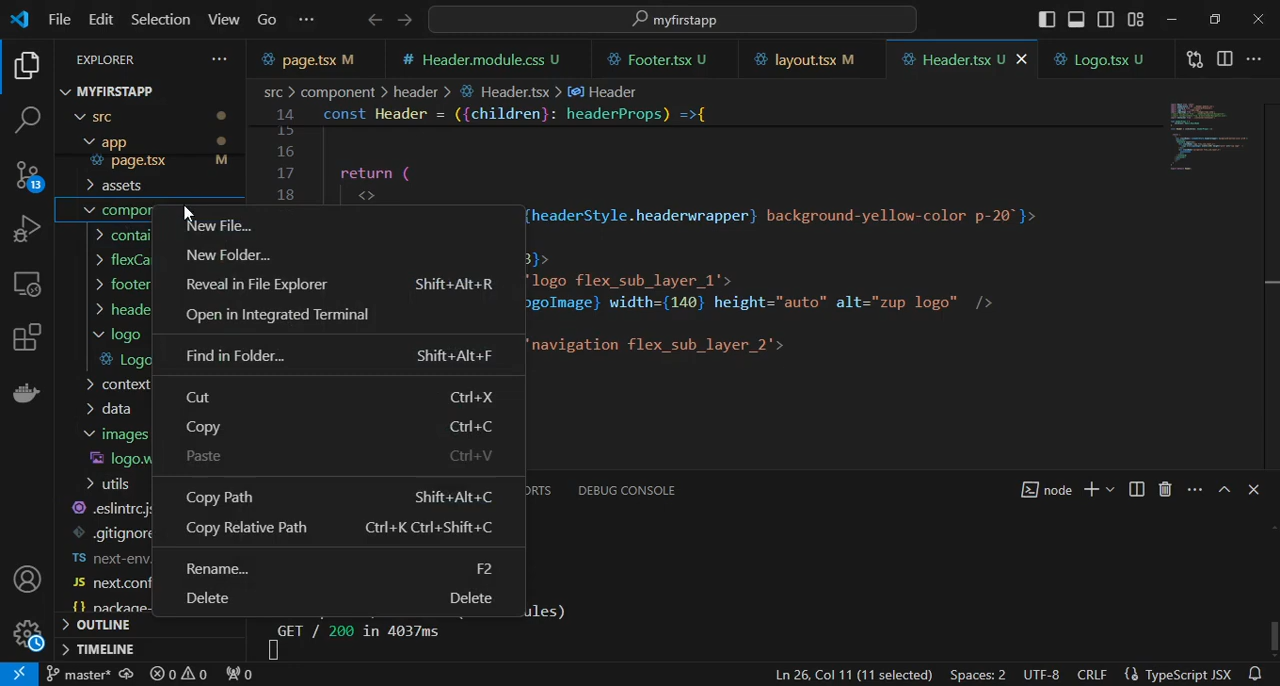 File Edit Selection View Go ···
myfirstapp
EXPLORER ···
page.tsx M
Header.module.css U
Footer.tsx U
layout.tsx M
Header.tsx U
Logo.tsx U
MYFIRSTAPP
src > component > header > Header.tsx > Header
src
14 const Header = ({children}: headerProps) =>{
app
15
page.tsx M
16
assets
17 return (
18 <>
{headerStyle.headerwrapper} background-yellow-color p-20`}>
3}>
'logo flex_sub_layer_1'>
ogoImage} width={140} height="auto" alt="zup logo" />
'navigation flex_sub_layer_2'>
compor
contai
flexCa
footer
heade
logo
Logo
context
data
images
logo.w
utils
.eslintrc.js
.gitignore
TS next-env.
JS next.conf
{} package-
OUTLINE
TIMELINE
New File...
New Folder...
Reveal in File Explorer Shift+Alt+R
Open in Integrated Terminal
Find in Folder... Shift+Alt+F
Cut Ctrl+X
Copy Ctrl+C
Paste Ctrl+V
Copy Path Shift+Alt+C
Copy Relative Path Ctrl+K Ctrl+Shift+C
Rename... F2
Delete Delete
ORTS DEBUG CONSOLE
node
ules)
GET / 200 in 4037ms
13
master* 0 0 0
Ln 26, Col 11 (11 selected) Spaces: 2 UTF-8 CRLF {} TypeScript JSX